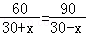 60/(30+x) = 90/(30−x)